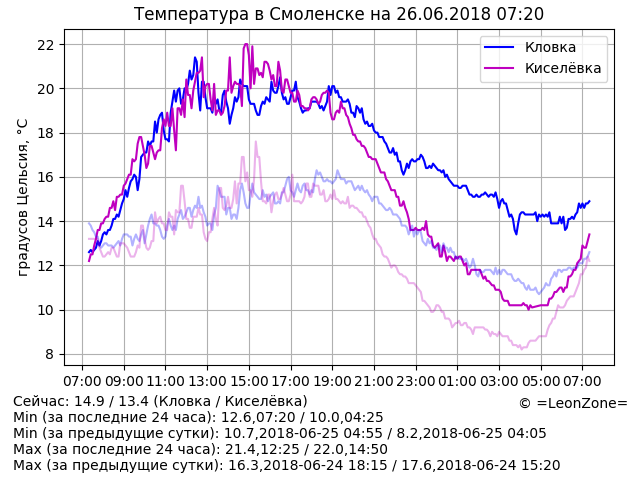 Температура в Смоленске на 26.06.2018 07:20
Кловка
Киселёвка
градусов Цельсия, °C
22
20
18
16
14
12
10
8
07:00 09:00 11:00 13:00 15:00 17:00 19:00 21:00 23:00 01:00 03:00 05:00 07:00
Сейчас: 14.9 / 13.4 (Кловка / Киселёвка)
© =LeonZone=
Min (за последние 24 часа): 12.6,07:20 / 10.0,04:25
Min (за предыдущие сутки): 10.7,2018-06-25 04:55 / 8.2,2018-06-25 04:05
Max (за последние 24 часа): 21.4,12:25 / 22.0,14:50
Max (за предыдущие сутки): 16.3,2018-06-24 18:15 / 17.6,2018-06-24 15:20